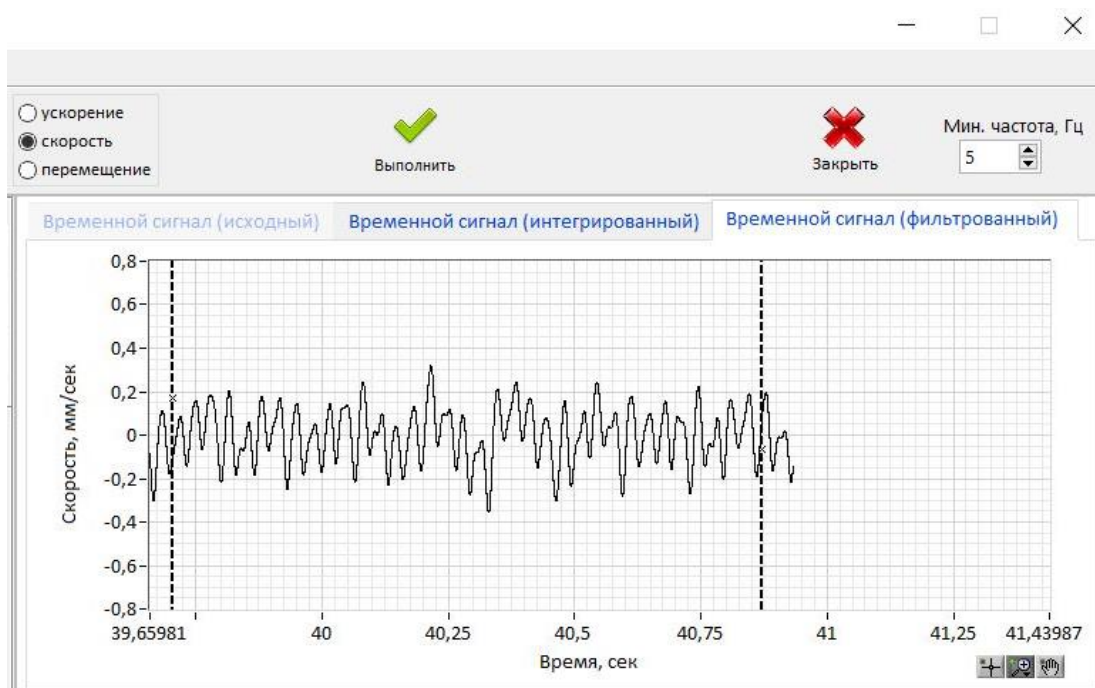 ускорение
скорость
перемещение
Выполнить
Закрыть
Мин. частота, Гц
5
Временной сигнал (исходный)
Временной сигнал (интегрированный)
Временной сигнал (фильтрованный)
Скорость, мм/сек
0,8
0,6
0,4
0,2
0
-0,2
-0,4
-0,6
-0,8
39,65981
40
40,25
40,5
40,75
41
41,25
41,43987
Время, сек